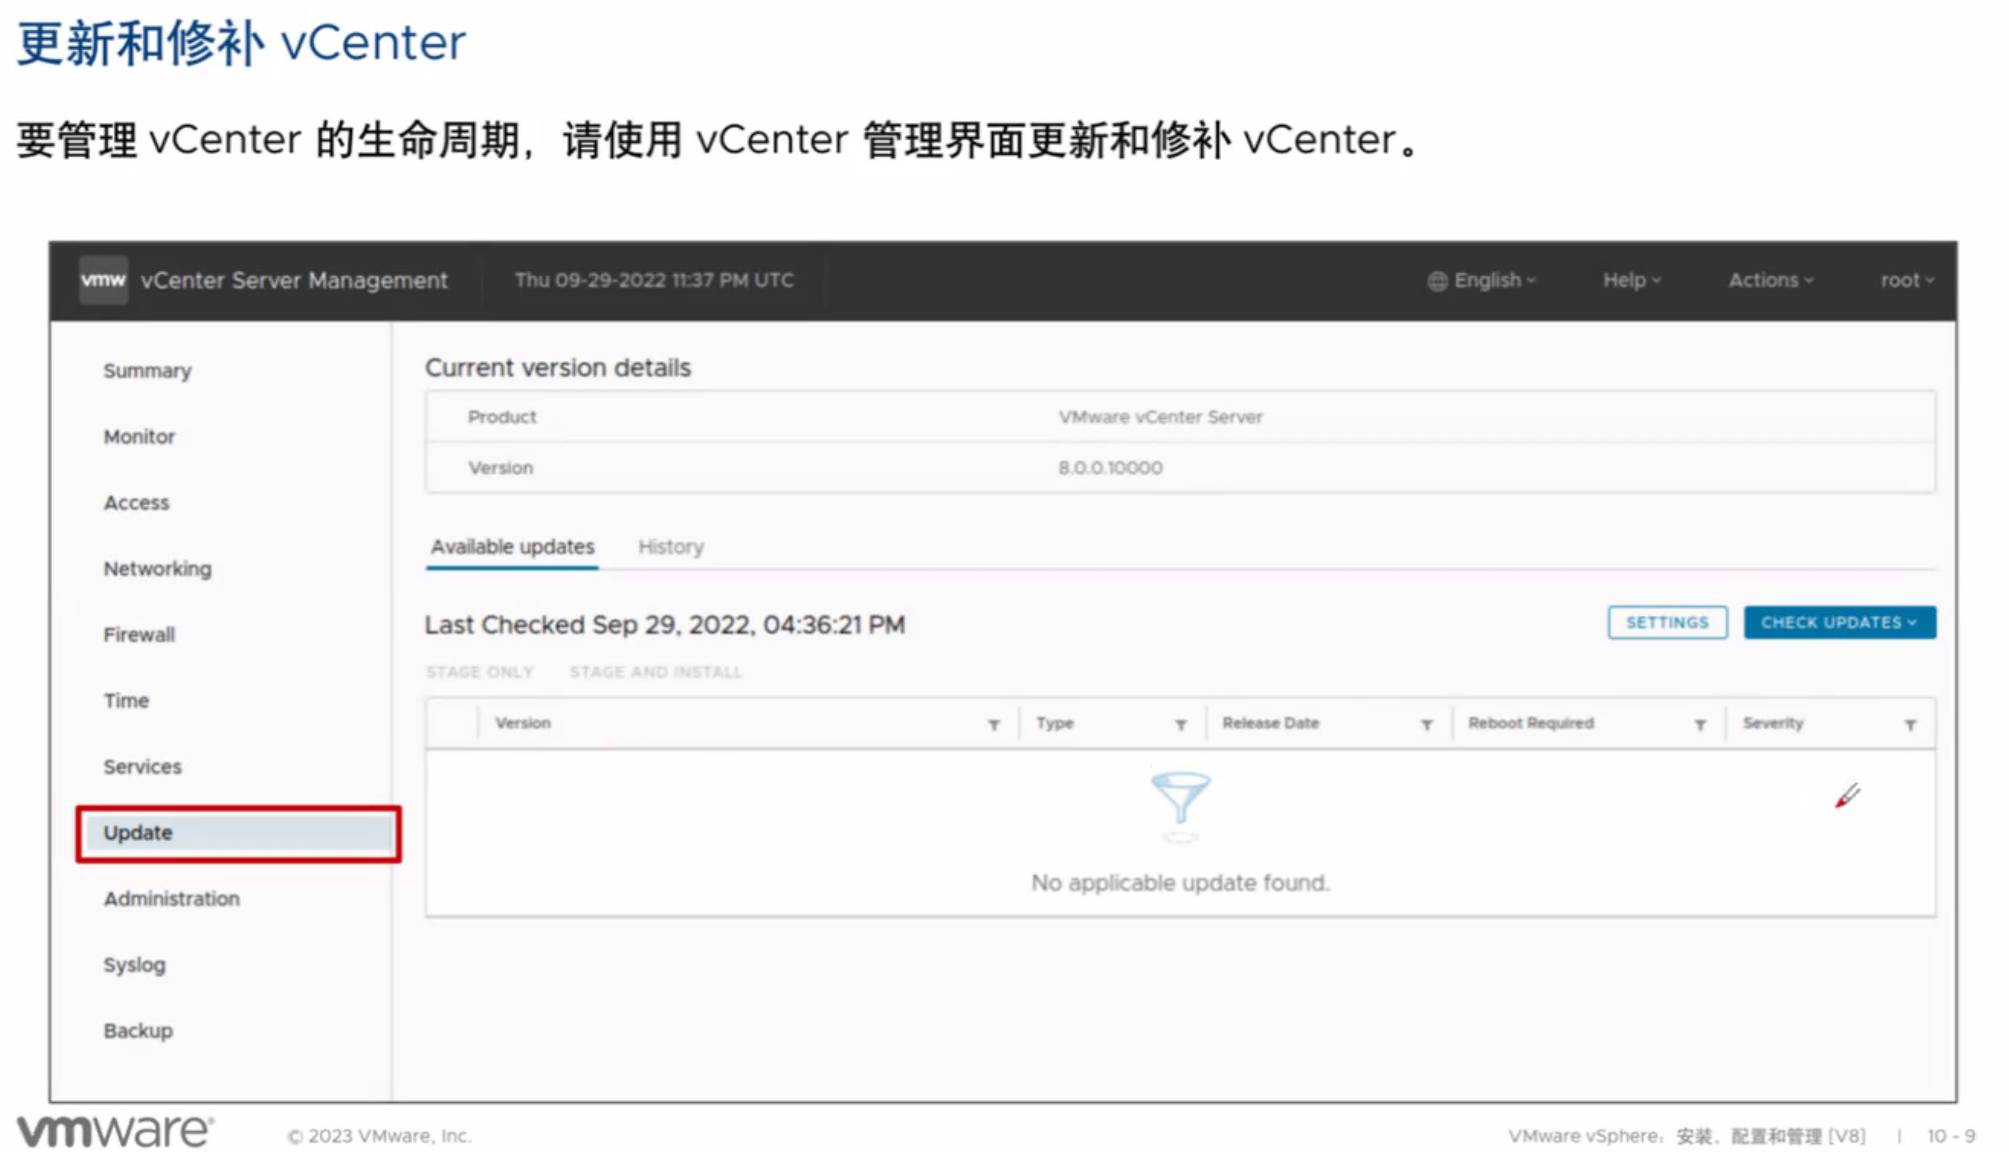 更新和修补 vCenter
要管理 vCenter 的生命周期，请使用 vCenter 管理界面更新和修补 vCenter。
vmw vCenter Server Management Thu 09-29-2022 11:37 PM UTC English Help Actions root
Summary
Monitor
Access
Networking
Firewall
Time
Services
Update
Administration
Syslog
Backup
Current version details
Product VMware vCenter Server
Version 8.0.0.10000
Available updates History
Last Checked Sep 29, 2022, 04:36:21 PM SETTINGS CHECK UPDATES
STAGE ONLY STAGE AND INSTALL
Version Type Release Date Reboot Required Severity
No applicable update found.
vmware® © 2023 VMware, Inc. VMware vSphere：安装、配置和管理 [V8] | 10 - 9